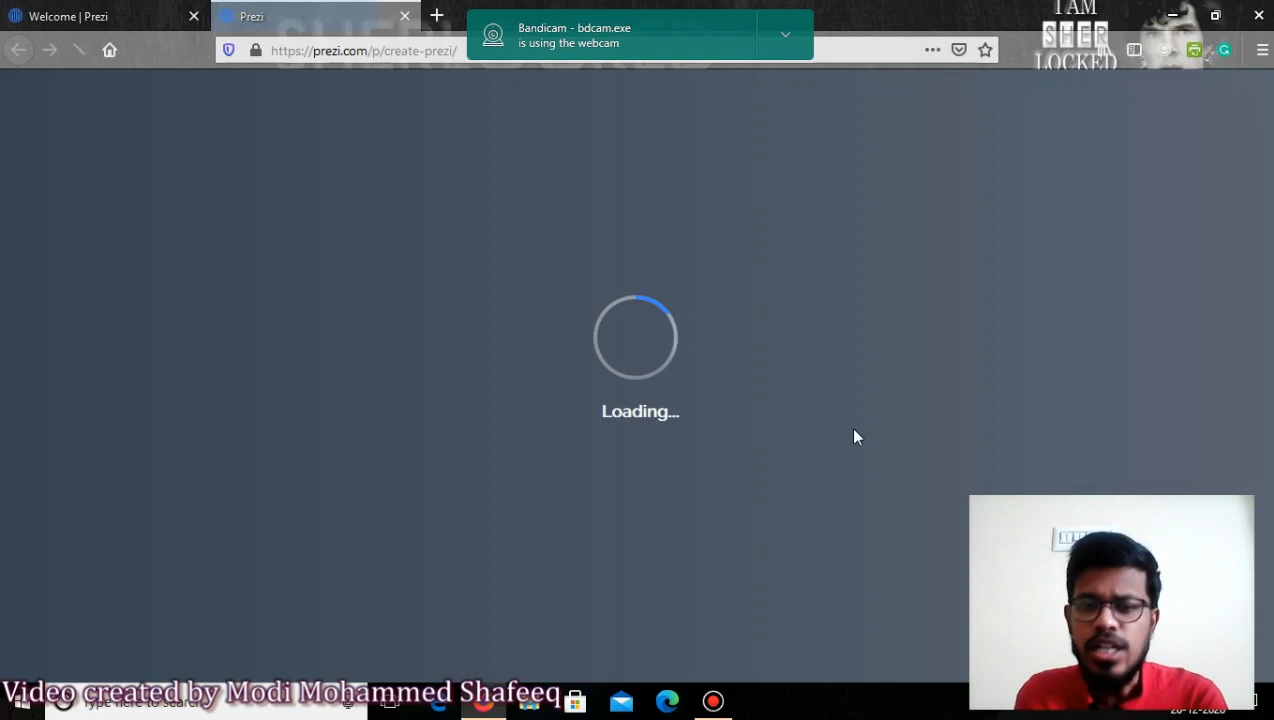 Welcome | Prezi
Prezi
Bandicam - bdcam.exe
is using the webcam
https://prezi.com/p/create-prezi/
I AM
SHER
LOCKED
Loading...
Video created by Modi Mohammed Shafeeq
Type here to search